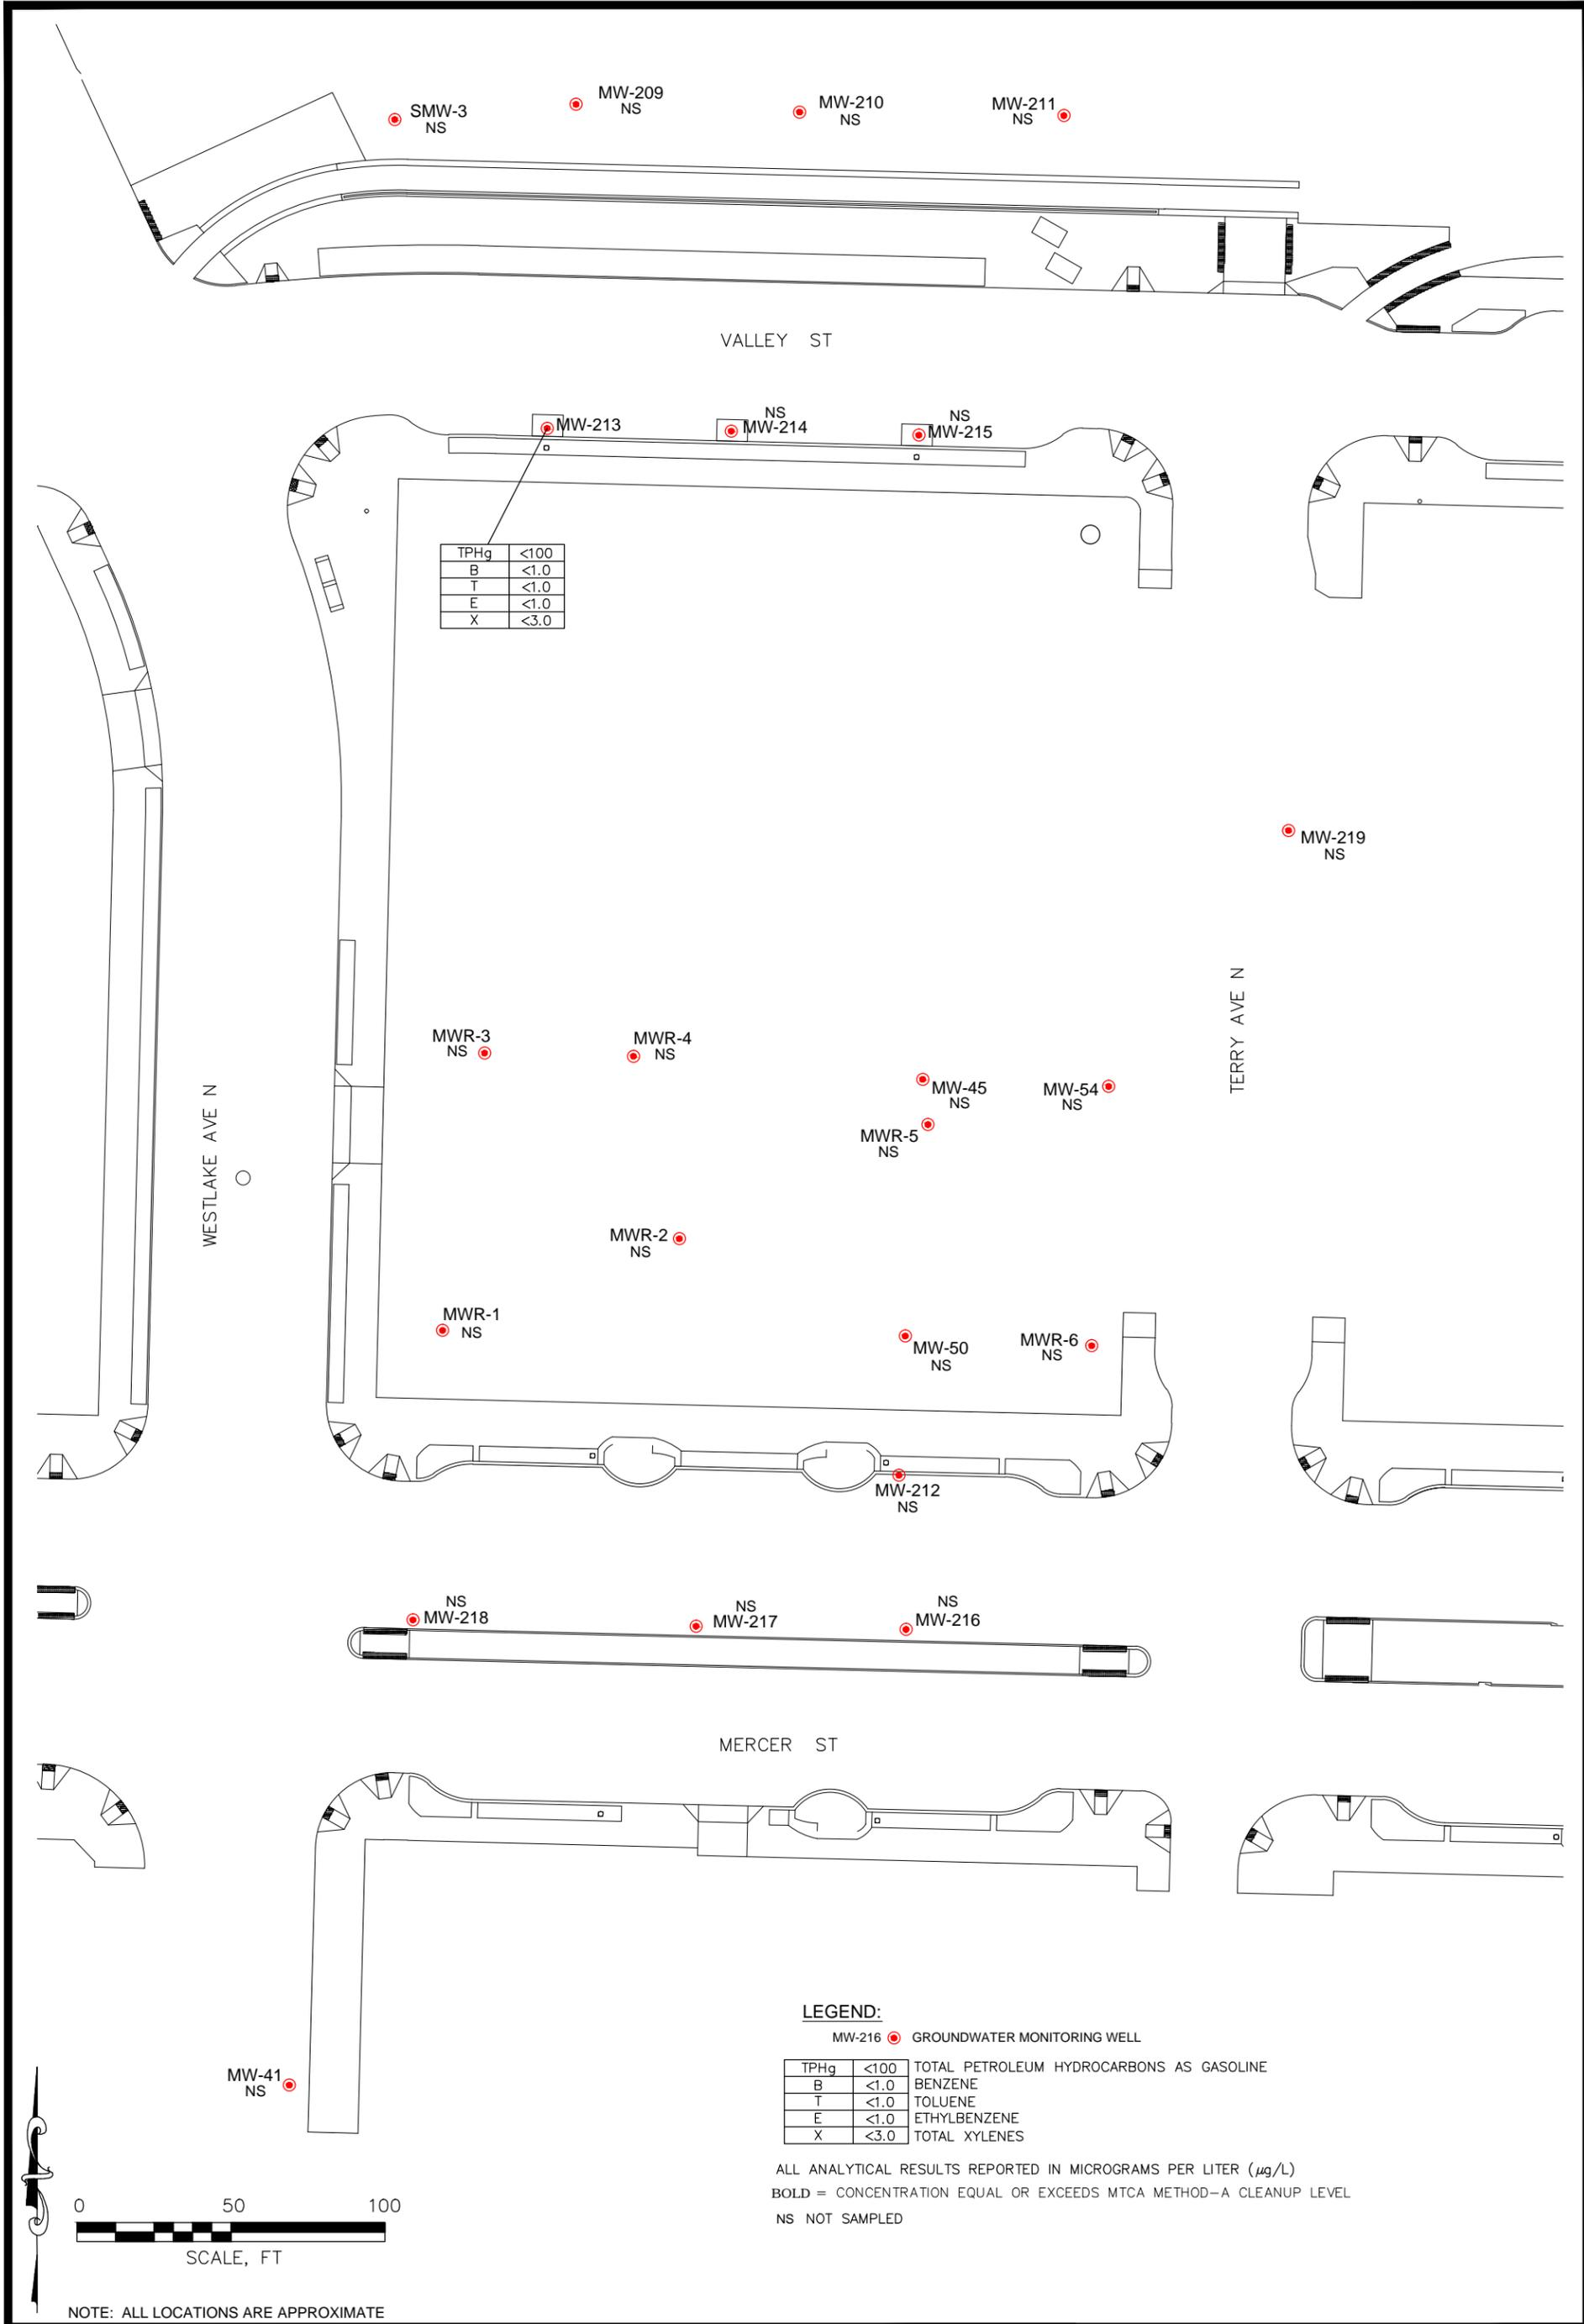 SMW-3
NS
MW-209
NS
MW-210
NS
MW-211
NS
VALLEY ST
MW-213
NS
MW-214
NS
MW-215
TPHg <100
B <1.0
T <1.0
E <1.0
X <3.0
MW-219
NS
TERRY AVE N
WESTLAKE AVE N
MWR-3
NS
MWR-4
NS
MW-45
NS
MW-54
NS
MWR-5
NS
MWR-2
NS
MWR-1
NS
MW-50
NS
MWR-6
NS
MW-212
NS
NS
MW-218
NS
MW-217
NS
MW-216
MERCER ST
MW-41
NS
LEGEND:
MW-216 GROUNDWATER MONITORING WELL
TPHg <100 TOTAL PETROLEUM HYDROCARBONS AS GASOLINE
B <1.0 BENZENE
T <1.0 TOLUENE
E <1.0 ETHYLBENZENE
X <3.0 TOTAL XYLENES
ALL ANALYTICAL RESULTS REPORTED IN MICROGRAMS PER LITER (µg/L)
BOLD = CONCENTRATION EQUAL OR EXCEEDS MTCA METHOD-A CLEANUP LEVEL
NS NOT SAMPLED
0 50 100
SCALE, FT
NOTE: ALL LOCATIONS ARE APPROXIMATE